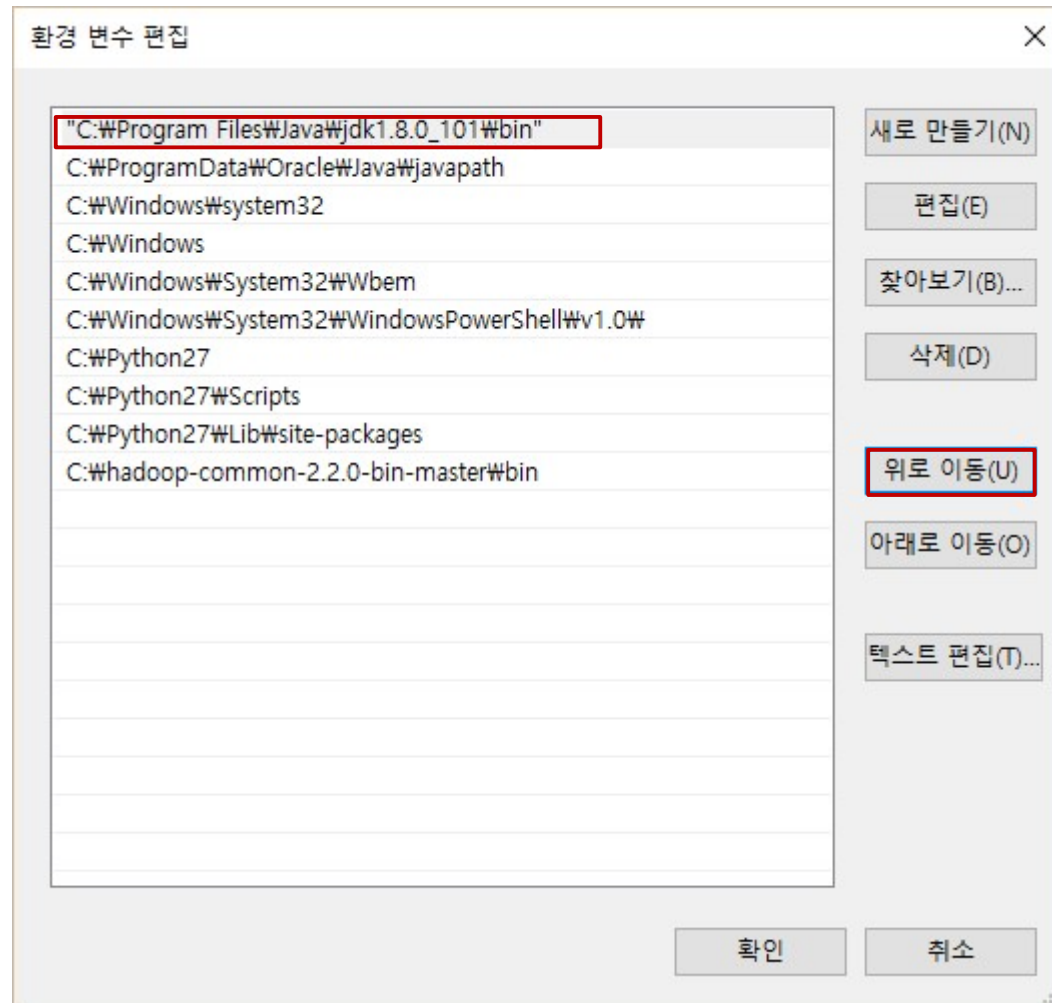 환경 변수 편집
"C:₩Program Files₩Java₩jdk1.8.0_101₩bin"
C:₩ProgramData₩Oracle₩Java₩javapath
C:₩Windows₩system32
C:₩Windows
C:₩Windows₩System32₩Wbem
C:₩Windows₩System32₩WindowsPowerShell₩v1.0₩
C:₩Python27
C:₩Python27₩Scripts
C:₩Python27₩Lib₩site-packages
C:₩hadoop-common-2.2.0-bin-master₩bin
새로 만들기(N)
편집(E)
찾아보기(B)...
삭제(D)
위로 이동(U)
아래로 이동(O)
텍스트 편집(T)...
확인
취소